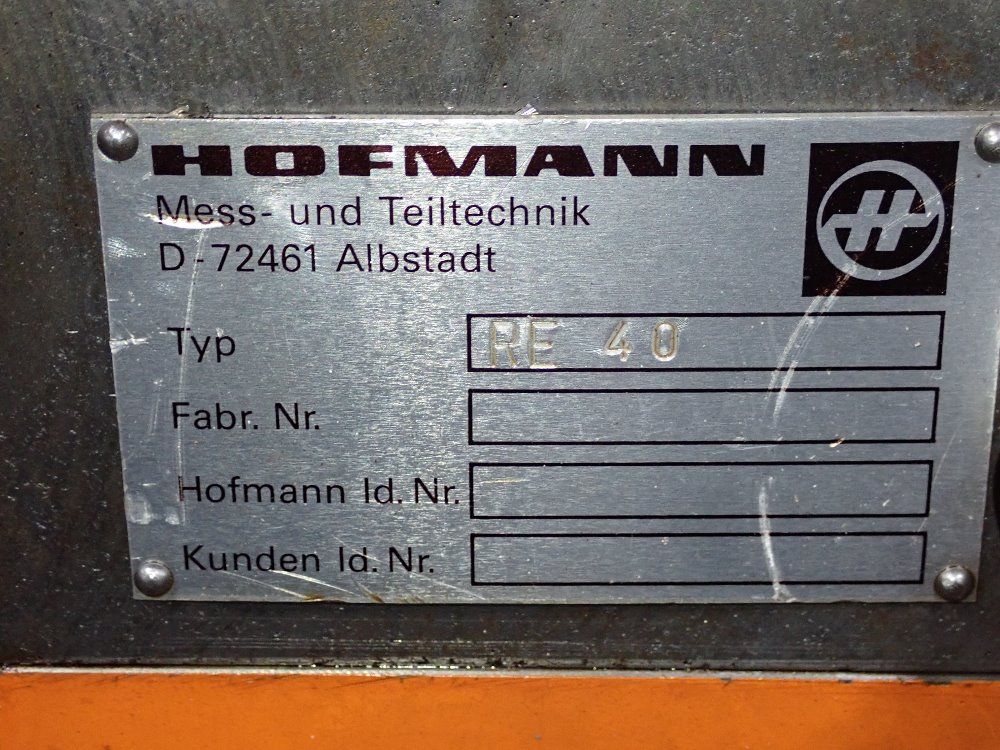 HOFMANN
Mess- und Teiltechnik
D-72461 Albstadt
Typ RE 40
Fabr. Nr.
Hofmann Id. Nr.
Kunden Id. Nr.